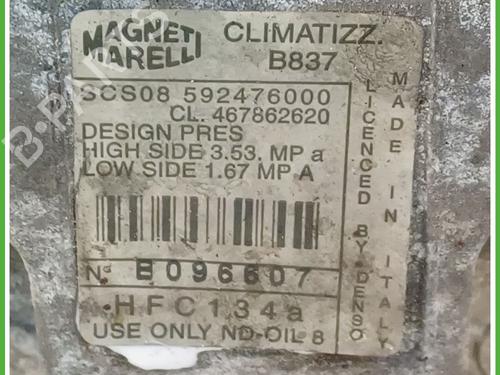 MAGNETI MARELLI
CLIMATIZZ.
B837
SCS08 592476000
CL. 467862620
DESIGN PRES
HIGH SIDE 3.53. MP a
LOW SIDE 1.67 MP A
Nº B096607
HFC134a
USE ONLY ND-OIL 8
LICENCED BY DENSO
MADE IN ITALY
B-PARTS